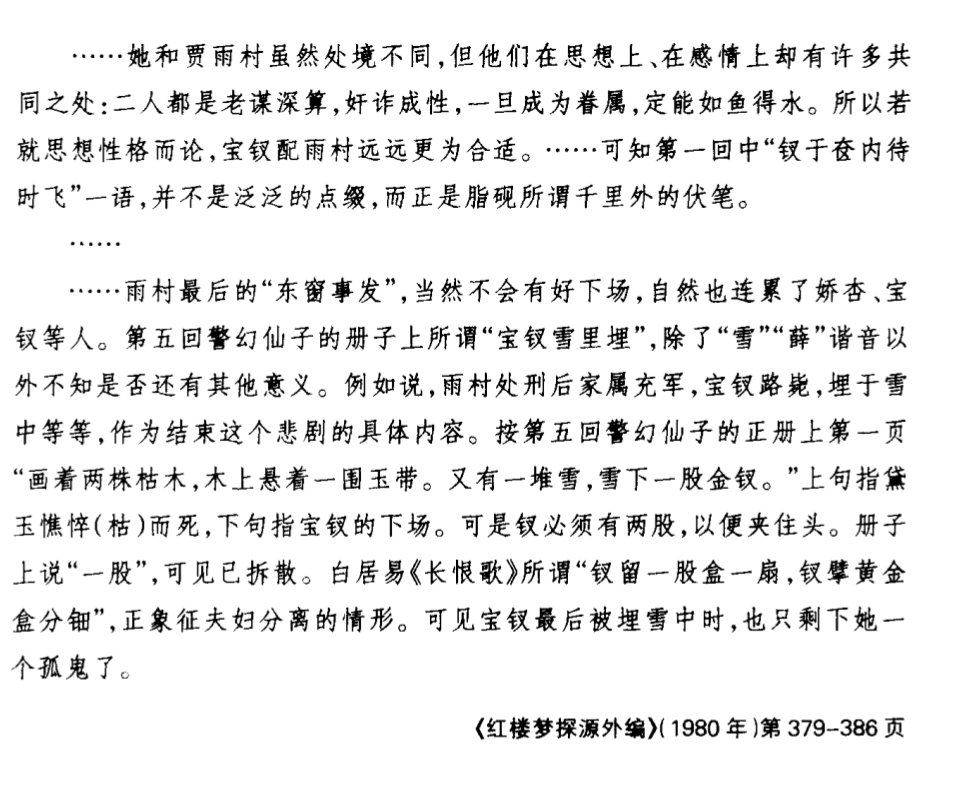 ……她和贾雨村虽然处境不同,但他们在思想上、在感情上却有许多共
同之处:二人都是老谋深算,奸诈成性,一旦成为眷属,定能如鱼得水。所以若
就思想性格而论,宝钗配雨村远远更为合适。……可知第一回中“钗于奁内待
时飞”一语,并不是泛泛的点缀,而正是脂砚所谓千里外的伏笔。
……
……雨村最后的“东窗事发”,当然不会有好下场,自然也连累了娇杏、宝
钗等人。第五回警幻仙子的册子上所谓“宝钗雪里埋”,除了“雪”“薛”谐音以
外不知是否还有其他意义。例如说,雨村处刑后家属充军,宝钗路毙,埋于雪
中等等,作为结束这个悲剧的具体内容。按第五回警幻仙子的正册上第一页
“画着两株枯木,木上悬着一围玉带。又有一堆雪,雪下一股金钗。”上句指黛
玉憔悴(枯)而死,下句指宝钗的下场。可是钗必须有两股,以便夹住头。册子
上说“一股”,可见已拆散。白居易《长恨歌》所谓“钗留一股盒一扇,钗擘黄金
盒分钿”,正象征夫妇分离的情形。可见宝钗最后被埋雪中时,也只剩下她一
个孤鬼了。
《红楼梦探源外编》(1980年)第379-386页